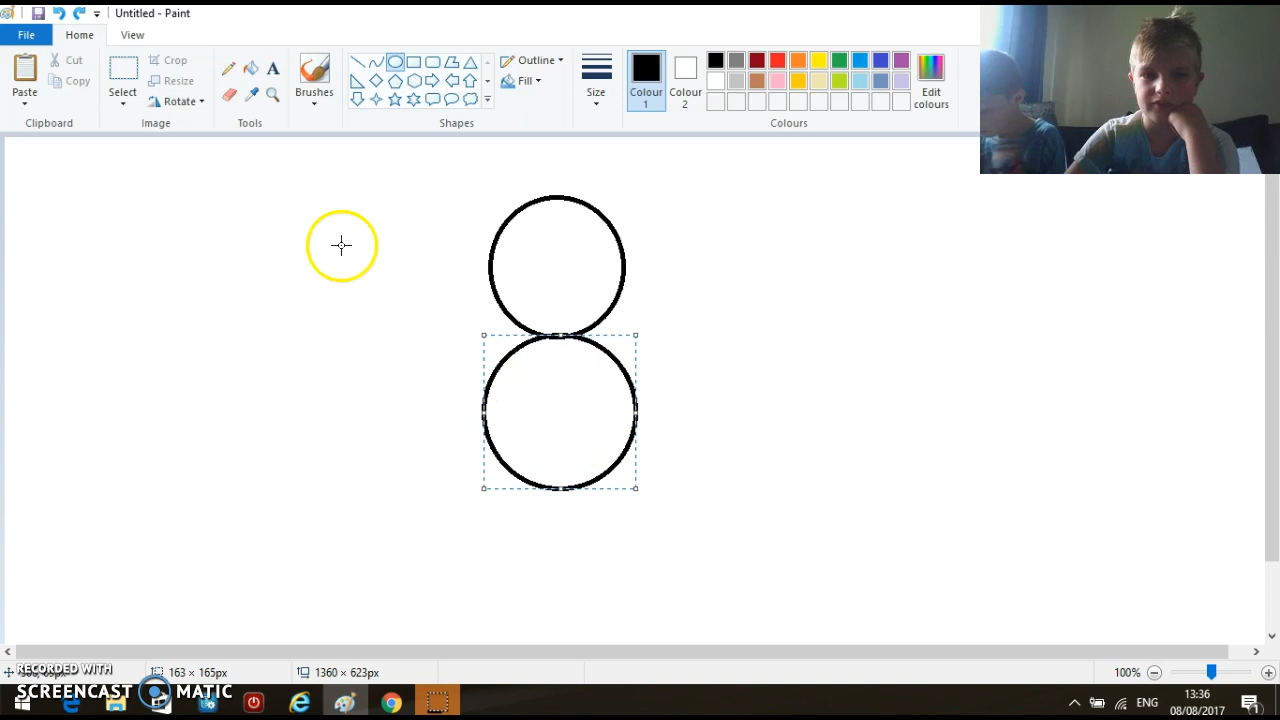 Untitled - Paint
File Home View
Paste
Cut
Copy
Clipboard
Select
Crop
Resize
Rotate
Image
A
Tools
Brushes
Shapes
Outline
Fill
Size
Colour 1
Colour 2
Edit colours
Colours
163 × 165px
1360 × 623px
100%
RECORDED WITH
SCREENCAST MATIC
ENG
13:36
08/08/2017
1